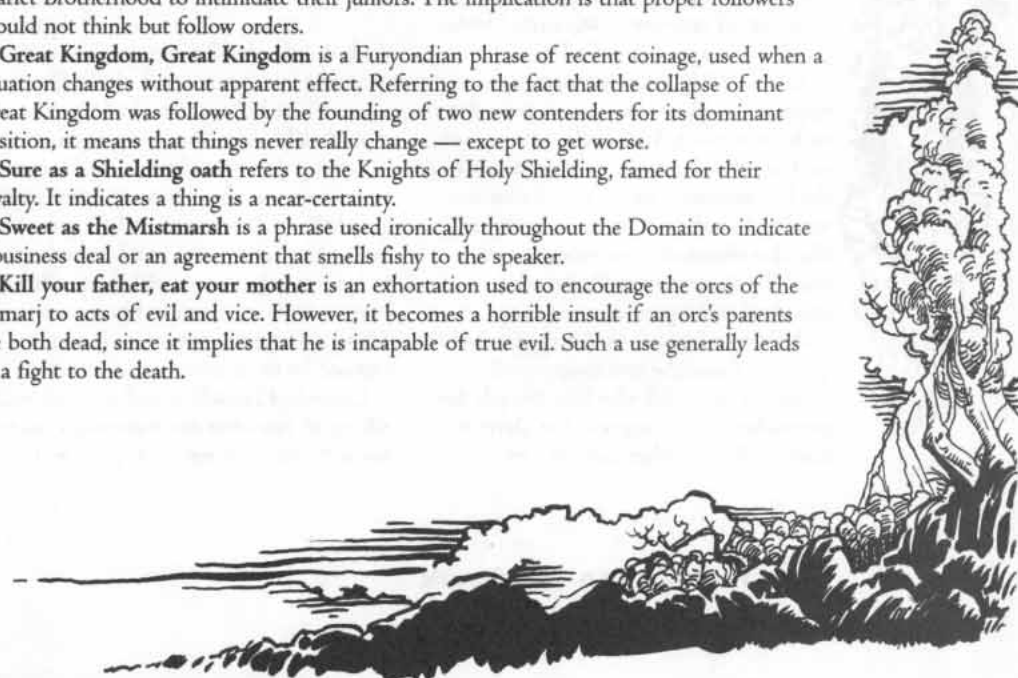 Brotherhood to intimidate their juniors. The implication is that proper followers
ould not think but follow orders.
Great Kingdom, Great Kingdom is a Furyondian phrase of recent coinage, used when a
uation changes without apparent effect. Referring to the fact that the collapse of the
eat Kingdom was followed by the founding of two new contenders for its dominant
sition, it means that things never really change — except to get worse.
Sure as a Shielding oath refers to the Knights of Holy Shielding, famed for their
yalty. It indicates a thing is a near-certainty.
Sweet as the Mistmarsh is a phrase used ironically throughout the Domain to indicate
business deal or an agreement that smells fishy to the speaker.
Kill your father, eat your mother is an exhortation used to encourage the orcs of the
marj to acts of evil and vice. However, it becomes a horrible insult if an orc's parents
e both dead, since it implies that he is incapable of true evil. Such a use generally leads
a fight to the death.